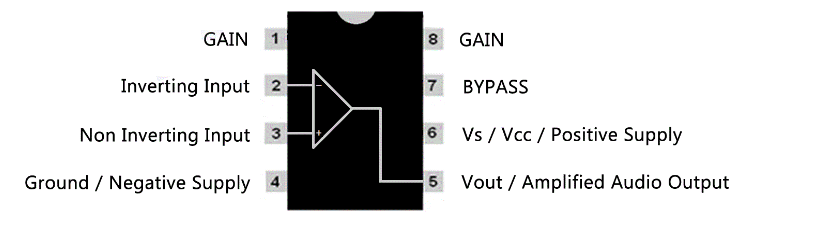 GAIN 1 8 GAIN
Inverting Input 2 - 7 BYPASS
Non Inverting Input 3 + 6 Vs / Vcc / Positive Supply
Ground / Negative Supply 4 5 Vout / Amplified Audio Output